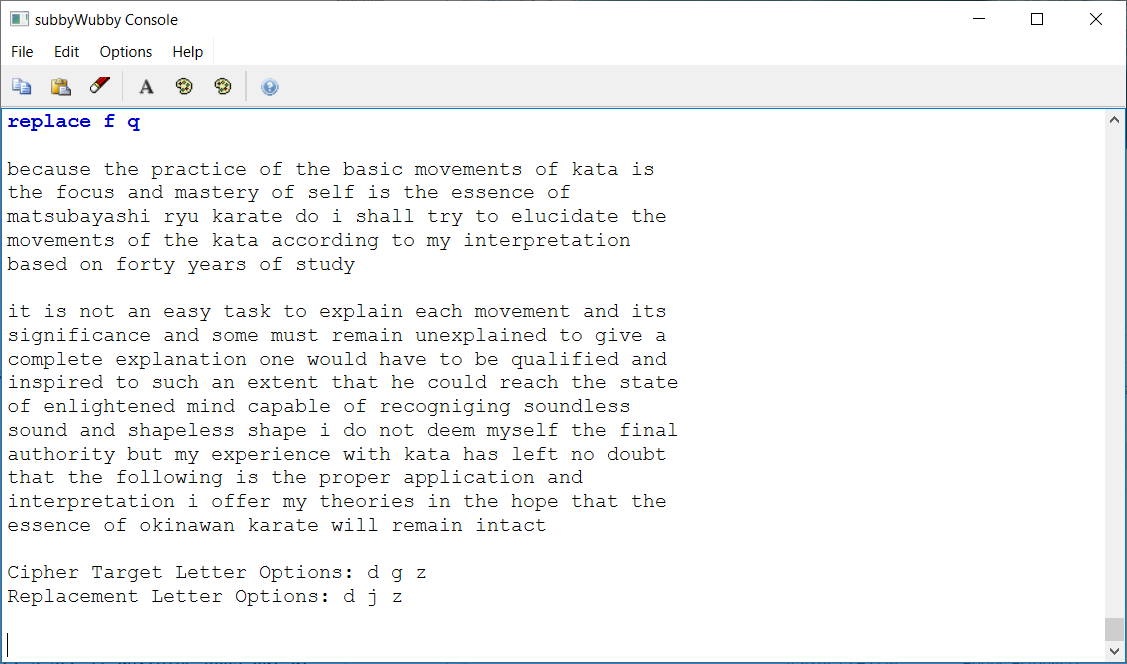 subbyWubby Console
File Edit Options Help
replace f q
because the practice of the basic movements of kata is
the focus and mastery of self is the essence of
matsubayashi ryu karate do i shall try to elucidate the
movements of the kata according to my interpretation
based on forty years of study
it is not an easy task to explain each movement and its
significance and some must remain unexplained to give a
complete explanation one would have to be qualified and
inspired to such an extent that he could reach the state
of enlightened mind capable of recogniging soundless
sound and shapeless shape i do not deem myself the final
authority but my experience with kata has left no doubt
that the following is the proper application and
interpretation i offer my theories in the hope that the
essence of okinawan karate will remain intact
Cipher Target Letter Options: d g z
Replacement Letter Options: d j z